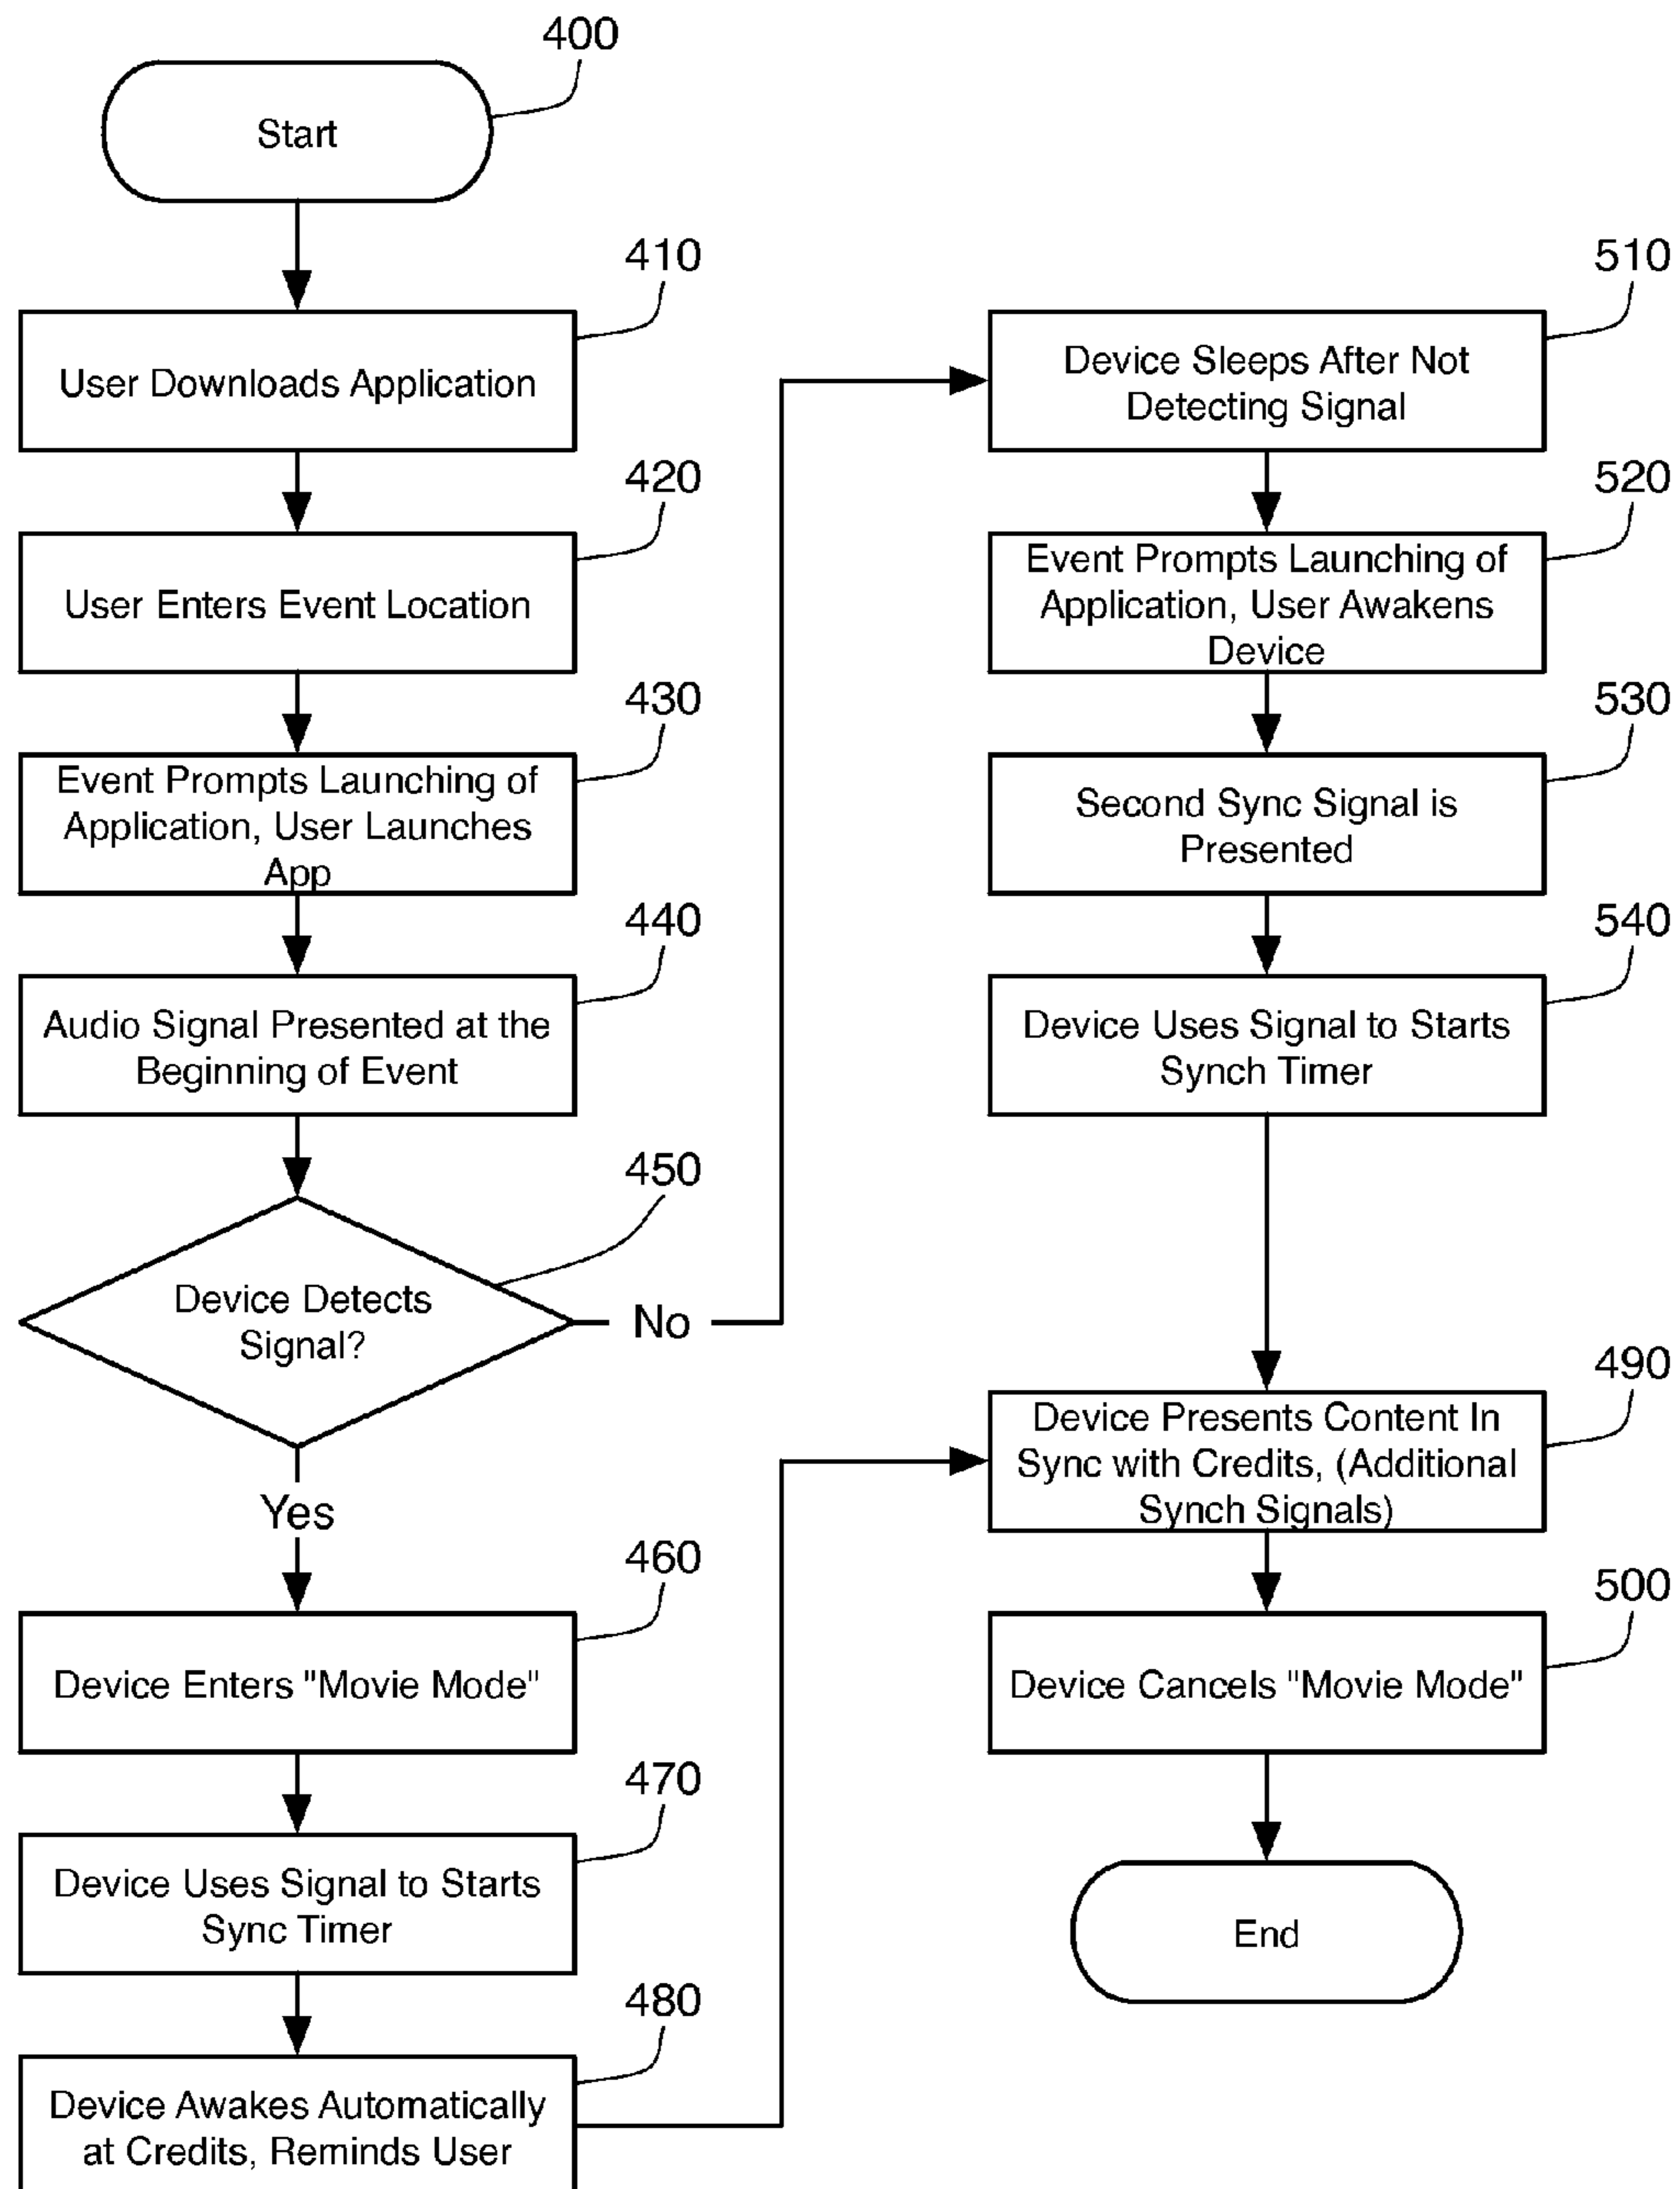 400
Start
410
User Downloads Application
420
User Enters Event Location
430
Event Prompts Launching of
Application, User Launches
App
440
Audio Signal Presented at the
Beginning of Event
450
Device Detects
Signal?
No
Yes
460
Device Enters "Movie Mode"
470
Device Uses Signal to Starts
Sync Timer
480
Device Awakes Automatically
at Credits, Reminds User
510
Device Sleeps After Not
Detecting Signal
520
Event Prompts Launching of
Application, User Awakens
Device
530
Second Sync Signal is
Presented
540
Device Uses Signal to Starts
Synch Timer
490
Device Presents Content In
Sync with Credits, (Additional
Synch Signals)
500
Device Cancels "Movie Mode"
End